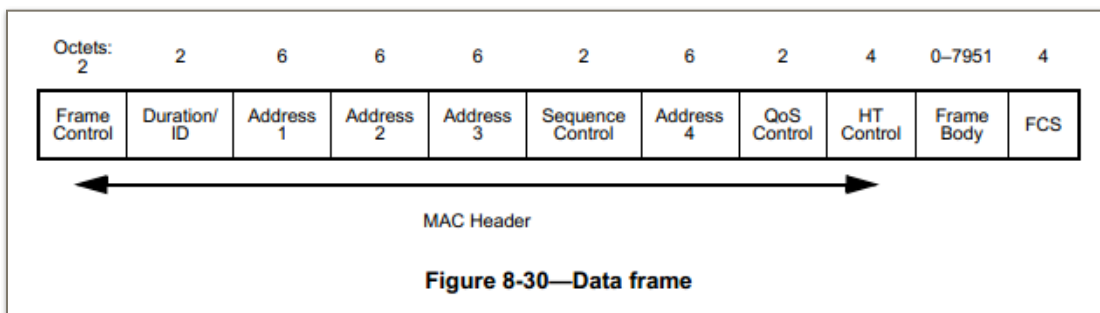 Octets:
2 2 6 6 6 2 6 2 4 0–7951 4
Frame Duration/ Address Address Address Sequence Address QoS HT Frame FCS
Control ID 1 2 3 Control 4 Control Control Body
MAC Header
Figure 8-30—Data frame